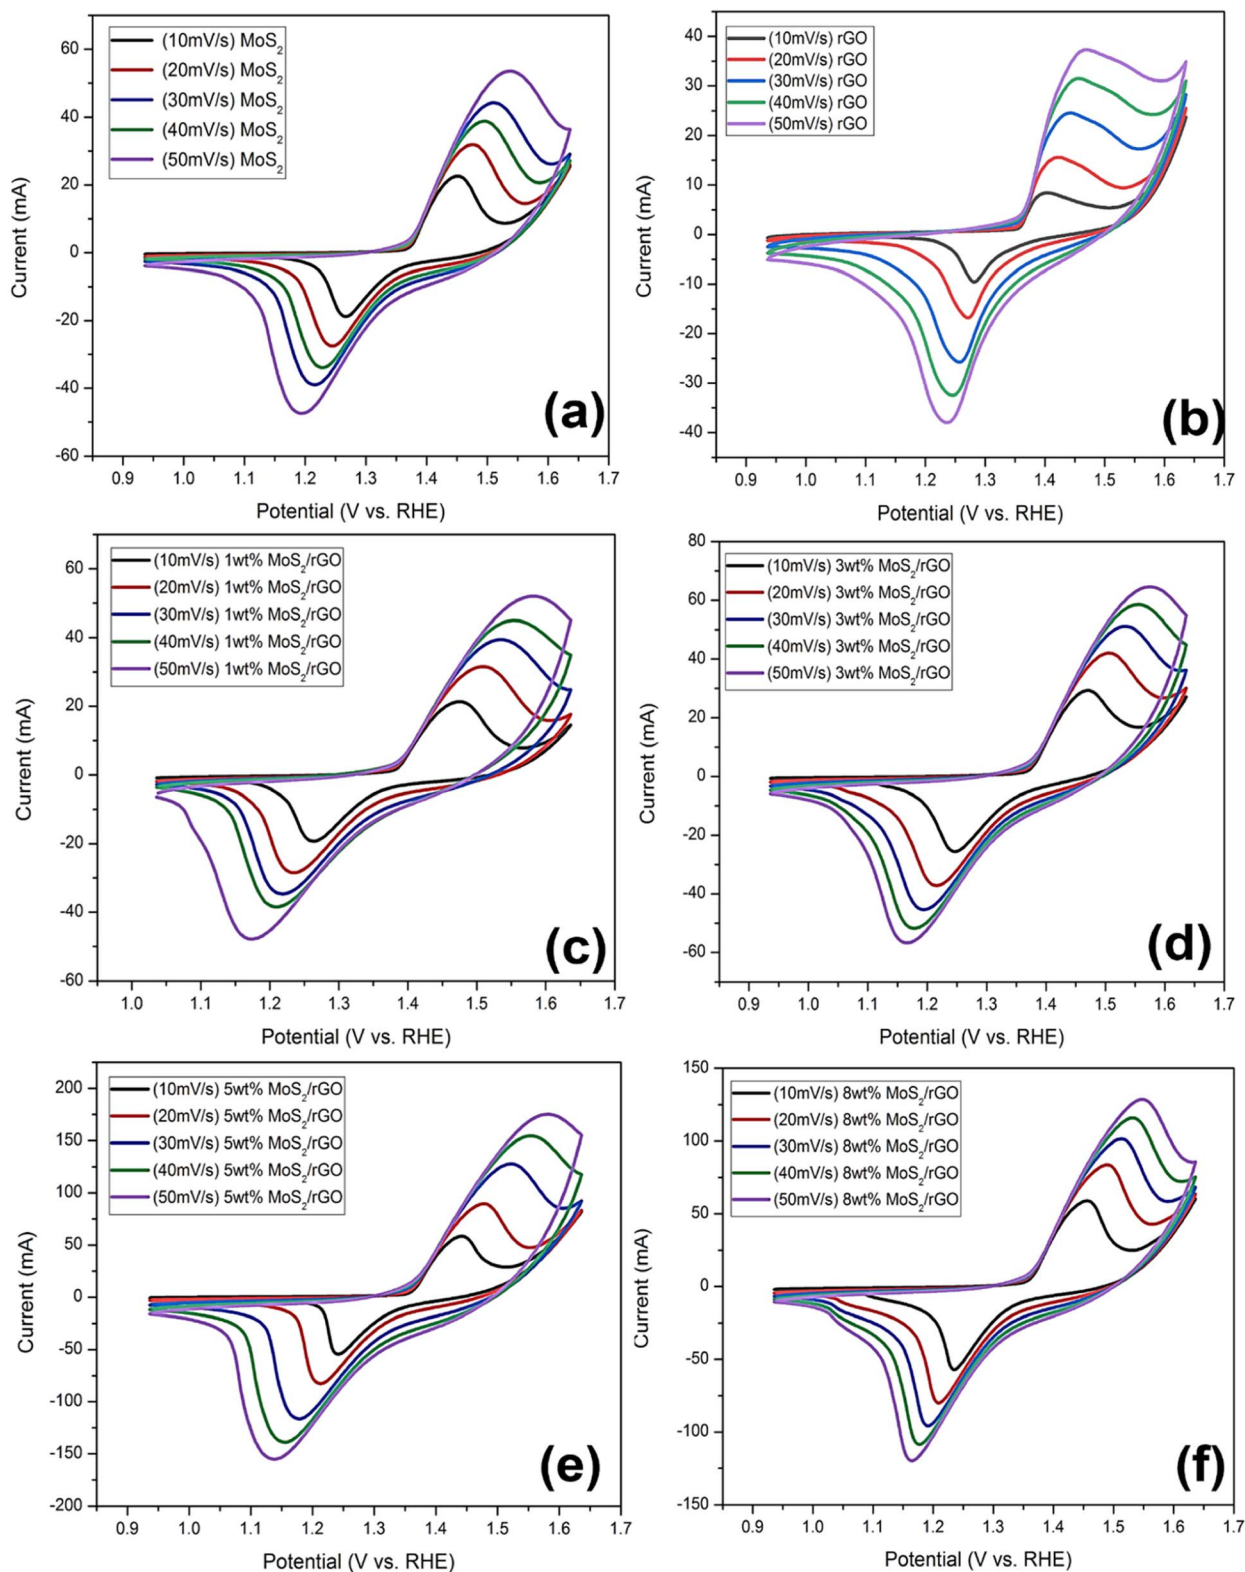 (10mV/s) MoS2
(20mV/s) MoS2
(30mV/s) MoS2
(40mV/s) MoS2
(50mV/s) MoS2
60
40
20
0
-20
-40
-60
Current (mA)
0.9 1.0 1.1 1.2 1.3 1.4 1.5 1.6 1.7
Potential (V vs. RHE)
(a)
(10mV/s) rGO
(20mV/s) rGO
(30mV/s) rGO
(40mV/s) rGO
(50mV/s) rGO
40
30
20
10
0
-10
-20
-30
-40
Current (mA)
0.9 1.0 1.1 1.2 1.3 1.4 1.5 1.6 1.7
Potential (V vs. RHE)
(b)
(10mV/s) 1wt% MoS2/rGO
(20mV/s) 1wt% MoS2/rGO
(30mV/s) 1wt% MoS2/rGO
(40mV/s) 1wt% MoS2/rGO
(50mV/s) 1wt% MoS2/rGO
60
40
20
0
-20
-40
-60
Current (mA)
1.0 1.1 1.2 1.3 1.4 1.5 1.6 1.7
Potential (V vs. RHE)
(c)
(10mV/s) 3wt% MoS2/rGO
(20mV/s) 3wt% MoS2/rGO
(30mV/s) 3wt% MoS2/rGO
(40mV/s) 3wt% MoS2/rGO
(50mV/s) 3wt% MoS2/rGO
80
60
40
20
0
-20
-40
-60
Current (mA)
0.9 1.0 1.1 1.2 1.3 1.4 1.5 1.6 1.7
Potential (V vs. RHE)
(d)
(10mV/s) 5wt% MoS2/rGO
(20mV/s) 5wt% MoS2/rGO
(30mV/s) 5wt% MoS2/rGO
(40mV/s) 5wt% MoS2/rGO
(50mV/s) 5wt% MoS2/rGO
200
150
100
50
0
-50
-100
-150
-200
Current (mA)
0.9 1.0 1.1 1.2 1.3 1.4 1.5 1.6 1.7
Potential (V vs. RHE)
(e)
(10mV/s) 8wt% MoS2/rGO
(20mV/s) 8wt% MoS2/rGO
(30mV/s) 8wt% MoS2/rGO
(40mV/s) 8wt% MoS2/rGO
(50mV/s) 8wt% MoS2/rGO
150
100
50
0
-50
-100
-150
Current (mA)
0.9 1.0 1.1 1.2 1.3 1.4 1.5 1.6 1.7
Potential (V vs. RHE)
(f)